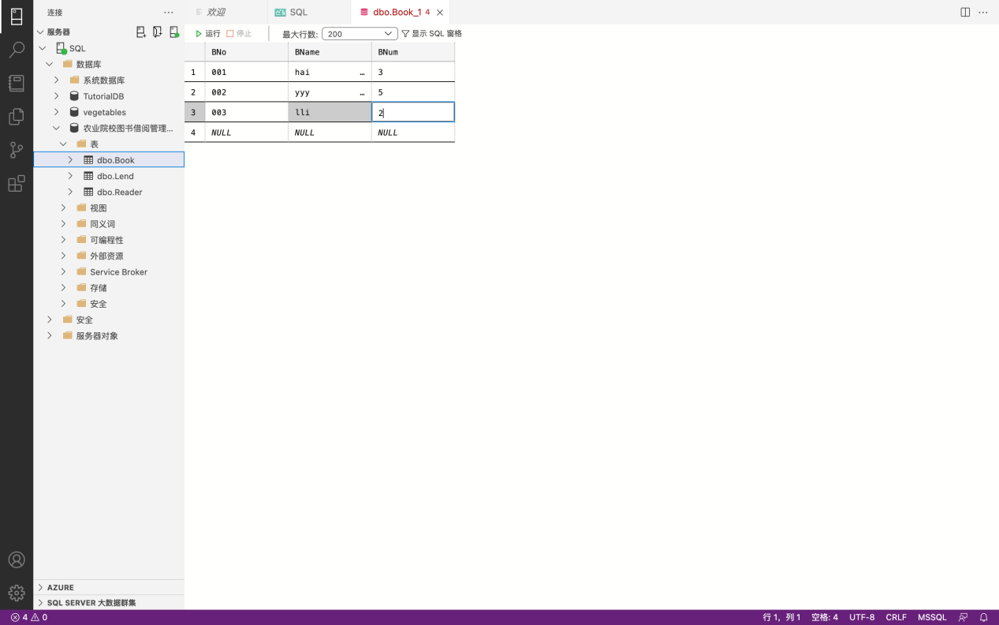 连接 ···
欢迎
SQL
dbo.Book_1 4
服务器
运行 停止 最大行数: 200 显示 SQL 窗格
SQL
数据库
系统数据库
TutorialDB
vegetables
农业院校图书借阅管理...
表
dbo.Book
dbo.Lend
dbo.Reader
视图
同义词
可编程性
外部资源
Service Broker
存储
安全
安全
服务器对象
AZURE
SQL SERVER 大数据群集
BNo BName BNum
1 001 hai … 3
2 002 yyy … 5
3 003 lli 2
4 NULL NULL NULL
4 0 行 1，列 1 空格: 4 UTF-8 CRLF MSSQL